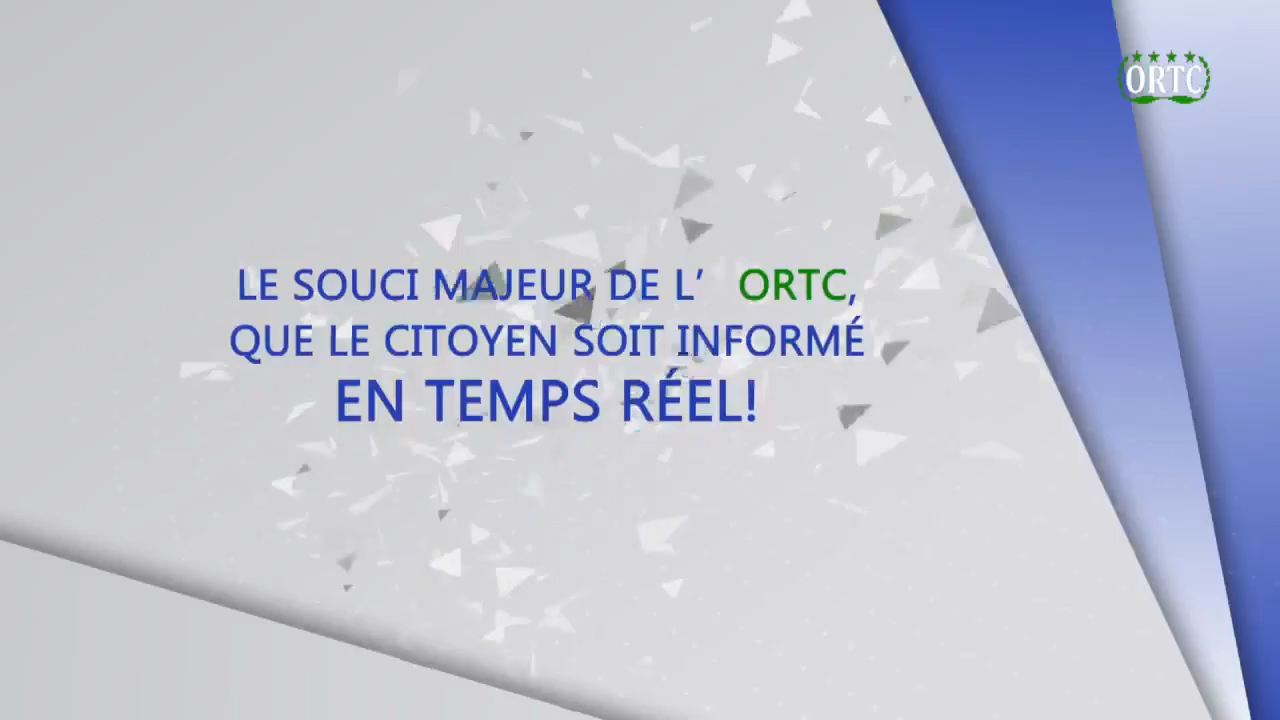 ORTC
LE SOUCI MAJEUR DE L’ ORTC,
QUE LE CITOYEN SOIT INFORMÉ
EN TEMPS RÉEL!